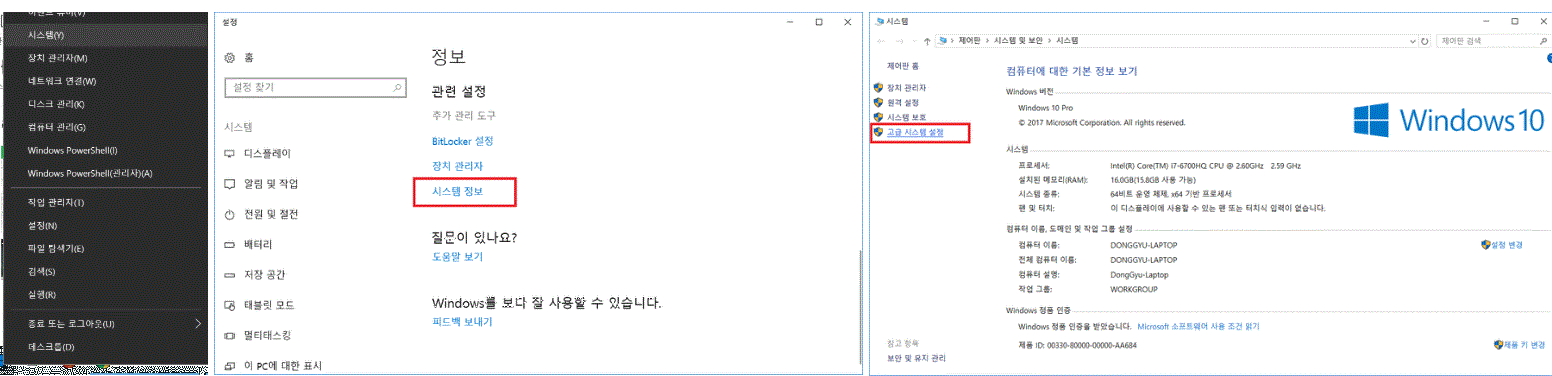 이벤트 뷰어(V)
시스템(Y)
장치 관리자(M)
네트워크 연결(W)
디스크 관리(K)
컴퓨터 관리(G)
Windows PowerShell(I)
Windows PowerShell(관리자)(A)
작업 관리자(T)
설정(N)
파일 탐색기(E)
검색(S)
실행(R)
종료 또는 로그아웃(U)
데스크톱(D)
설정
홈
설정 찾기
시스템
디스플레이
알림 및 작업
전원 및 절전
배터리
저장 공간
태블릿 모드
멀티태스킹
이 PC에 대한 표시
정보
관련 설정
추가 관리 도구
BitLocker 설정
장치 관리자
시스템 정보
질문이 있나요?
도움말 보기
Windows를 보다 잘 사용할 수 있습니다.
피드백 보내기
시스템
제어판 > 시스템 및 보안 > 시스템
제어판 검색
제어판 홈
장치 관리자
원격 설정
시스템 보호
고급 시스템 설정
참고 항목
보안 및 유지 관리
컴퓨터에 대한 기본 정보 보기
Windows 버전
Windows 10 Pro
© 2017 Microsoft Corporation. All rights reserved.
Windows 10
시스템
프로세서: Intel(R) Core(TM) i7-6700HQ CPU @ 2.60GHz 2.59 GHz
설치된 메모리(RAM): 16.0GB(15.8GB 사용 가능)
시스템 종류: 64비트 운영 체제, x64 기반 프로세서
펜 및 터치: 이 디스플레이에 사용할 수 있는 펜 또는 터치식 입력이 없습니다.
컴퓨터 이름, 도메인 및 작업 그룹 설정
컴퓨터 이름: DONGGYU-LAPTOP 설정 변경
전체 컴퓨터 이름: DONGGYU-LAPTOP
컴퓨터 설명: DongGyu-Laptop
작업 그룹: WORKGROUP
Windows 정품 인증
Windows 정품 인증을 받았습니다. Microsoft 소프트웨어 사용 조건 읽기
제품 ID: 00330-80000-00000-AA684 제품 키 변경